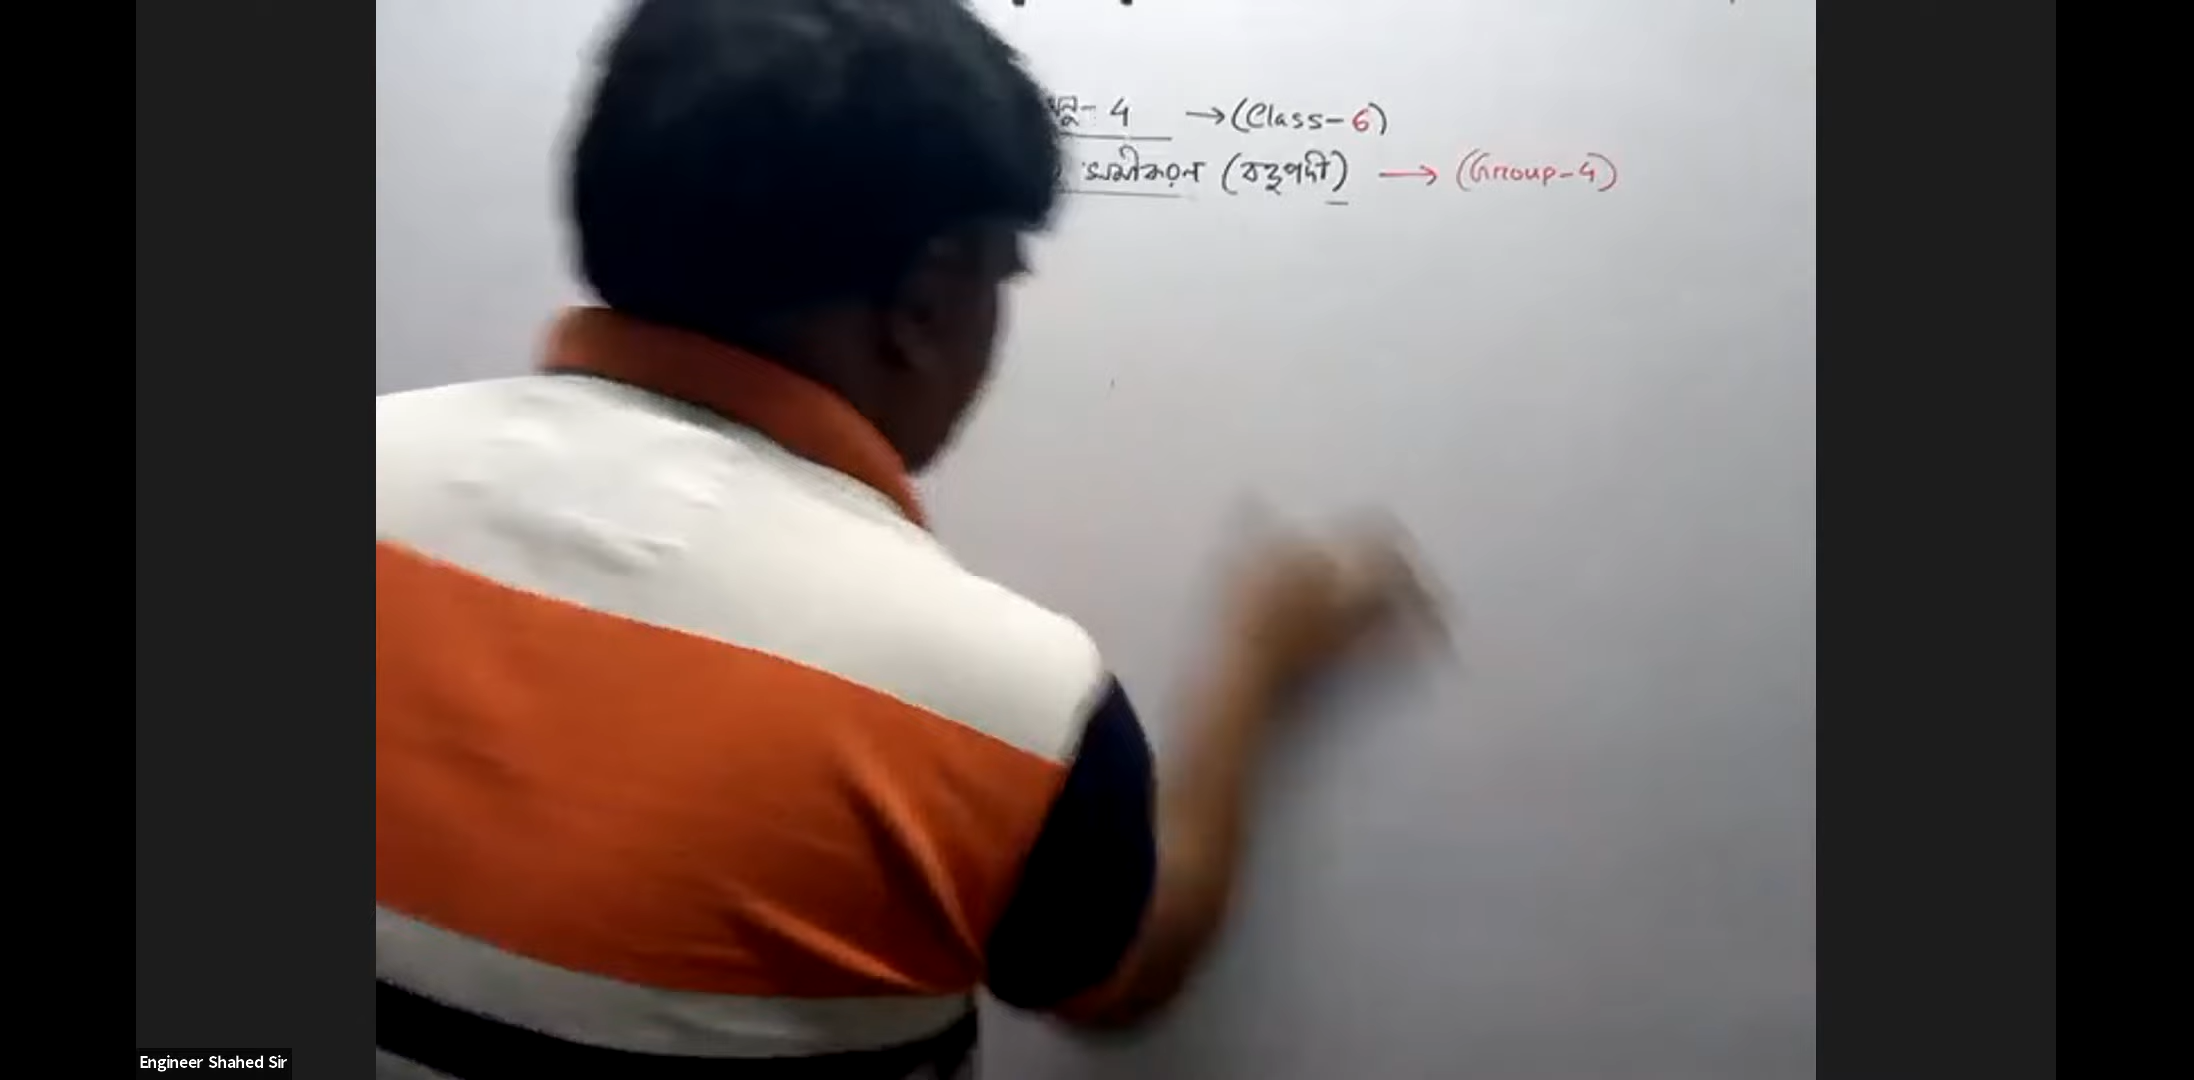 - 4 → (Class-6)
সমীকরণ (বহুপদী) → (Group-4)
Engineer Shahed Sir